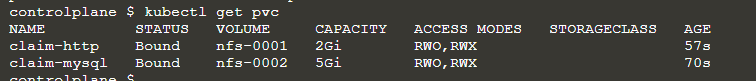 controlplane $ kubectl get pvc
NAME STATUS VOLUME CAPACITY ACCESS MODES STORAGECLASS AGE
claim-http Bound nfs-0001 2Gi RWO,RWX 57s
claim-mysql Bound nfs-0002 5Gi RWO,RWX 70s
controlplane $